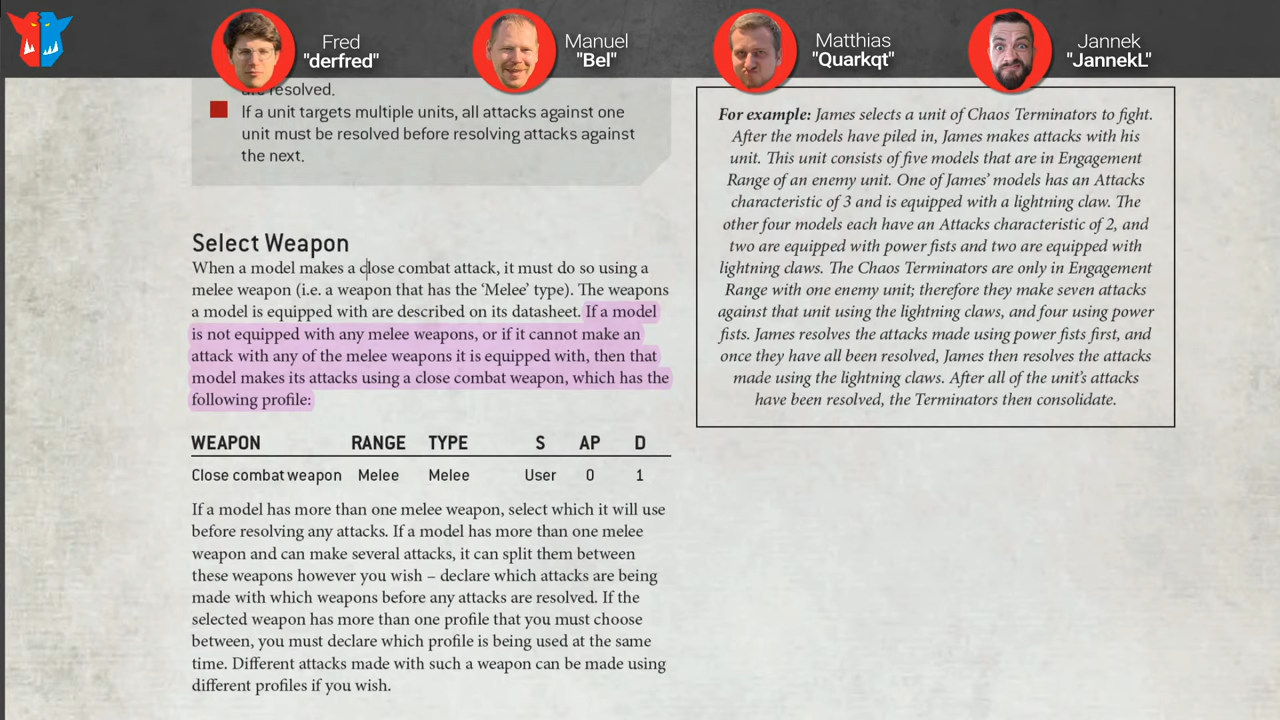 Fred
"derfred"
Manuel
"Bel"
Matthias
"Quarkqt"
Jannek
"JannekL"
are resolved.
If a unit targets multiple units, all attacks against one
unit must be resolved before resolving attacks against
the next.
Select Weapon
When a model makes a close combat attack, it must do so using a
melee weapon (i.e. a weapon that has the ‘Melee’ type). The weapons
a model is equipped with are described on its datasheet. If a model
is not equipped with any melee weapons, or if it cannot make an
attack with any of the melee weapons it is equipped with, then that
model makes its attacks using a close combat weapon, which has the
following profile:
WEAPON RANGE TYPE S AP D
Close combat weapon Melee Melee User 0 1
If a model has more than one melee weapon, select which it will use
before resolving any attacks. If a model has more than one melee
weapon and can make several attacks, it can split them between
these weapons however you wish – declare which attacks are being
made with which weapons before any attacks are resolved. If the
selected weapon has more than one profile that you must choose
between, you must declare which profile is being used at the same
time. Different attacks made with such a weapon can be made using
different profiles if you wish.
For example: James selects a unit of Chaos Terminators to fight.
After the models have piled in, James makes attacks with his
unit. This unit consists of five models that are in Engagement
Range of an enemy unit. One of James’ models has an Attacks
characteristic of 3 and is equipped with a lightning claw. The
other four models each have an Attacks characteristic of 2, and
two are equipped with power fists and two are equipped with
lightning claws. The Chaos Terminators are only in Engagement
Range with one enemy unit; therefore they make seven attacks
against that unit using the lightning claws, and four using power
fists. James resolves the attacks made using power fists first, and
once they have all been resolved, James then resolves the attacks
made using the lightning claws. After all of the unit’s attacks
have been resolved, the Terminators then consolidate.